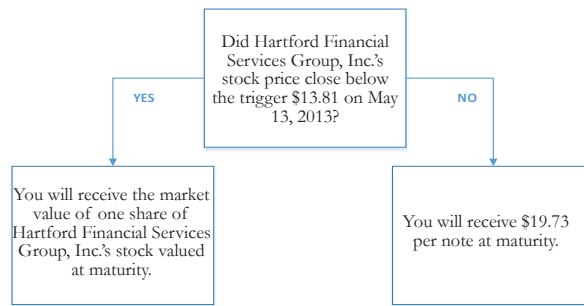 Did Hartford Financial
Services Group, Inc.'s
stock price close below
the trigger $13.81 on May
13, 2013?
YES
NO
You will receive the market
value of one share of
Hartford Financial Services
Group, Inc.'s stock valued
at maturity.
You will receive $19.73
per note at maturity.